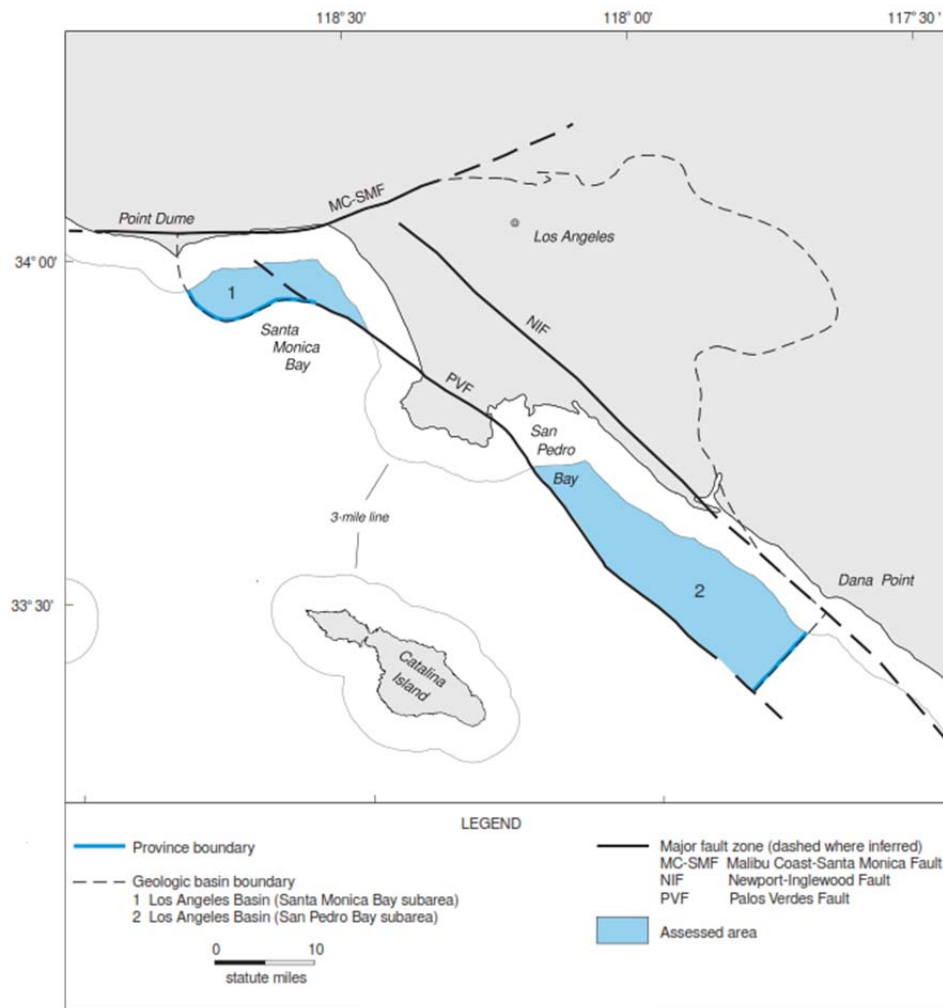 118° 30'
118° 00'
117° 30'
MC-SMF
Point Dume
Los Angeles
34° 00'
1
NIF
Santa
Monica
Bay
PVF
San
Pedro
Bay
3-mile line
Dana Point
2
33° 30'
Catalina
Island
LEGEND
Province boundary
Geologic basin boundary
1 Los Angeles Basin (Santa Monica Bay subarea)
2 Los Angeles Basin (San Pedro Bay subarea)
0 10
statute miles
Major fault zone (dashed where inferred)
MC-SMF Malibu Coast-Santa Monica Fault
NIF Newport-Inglewood Fault
PVF Palos Verdes Fault
Assessed area